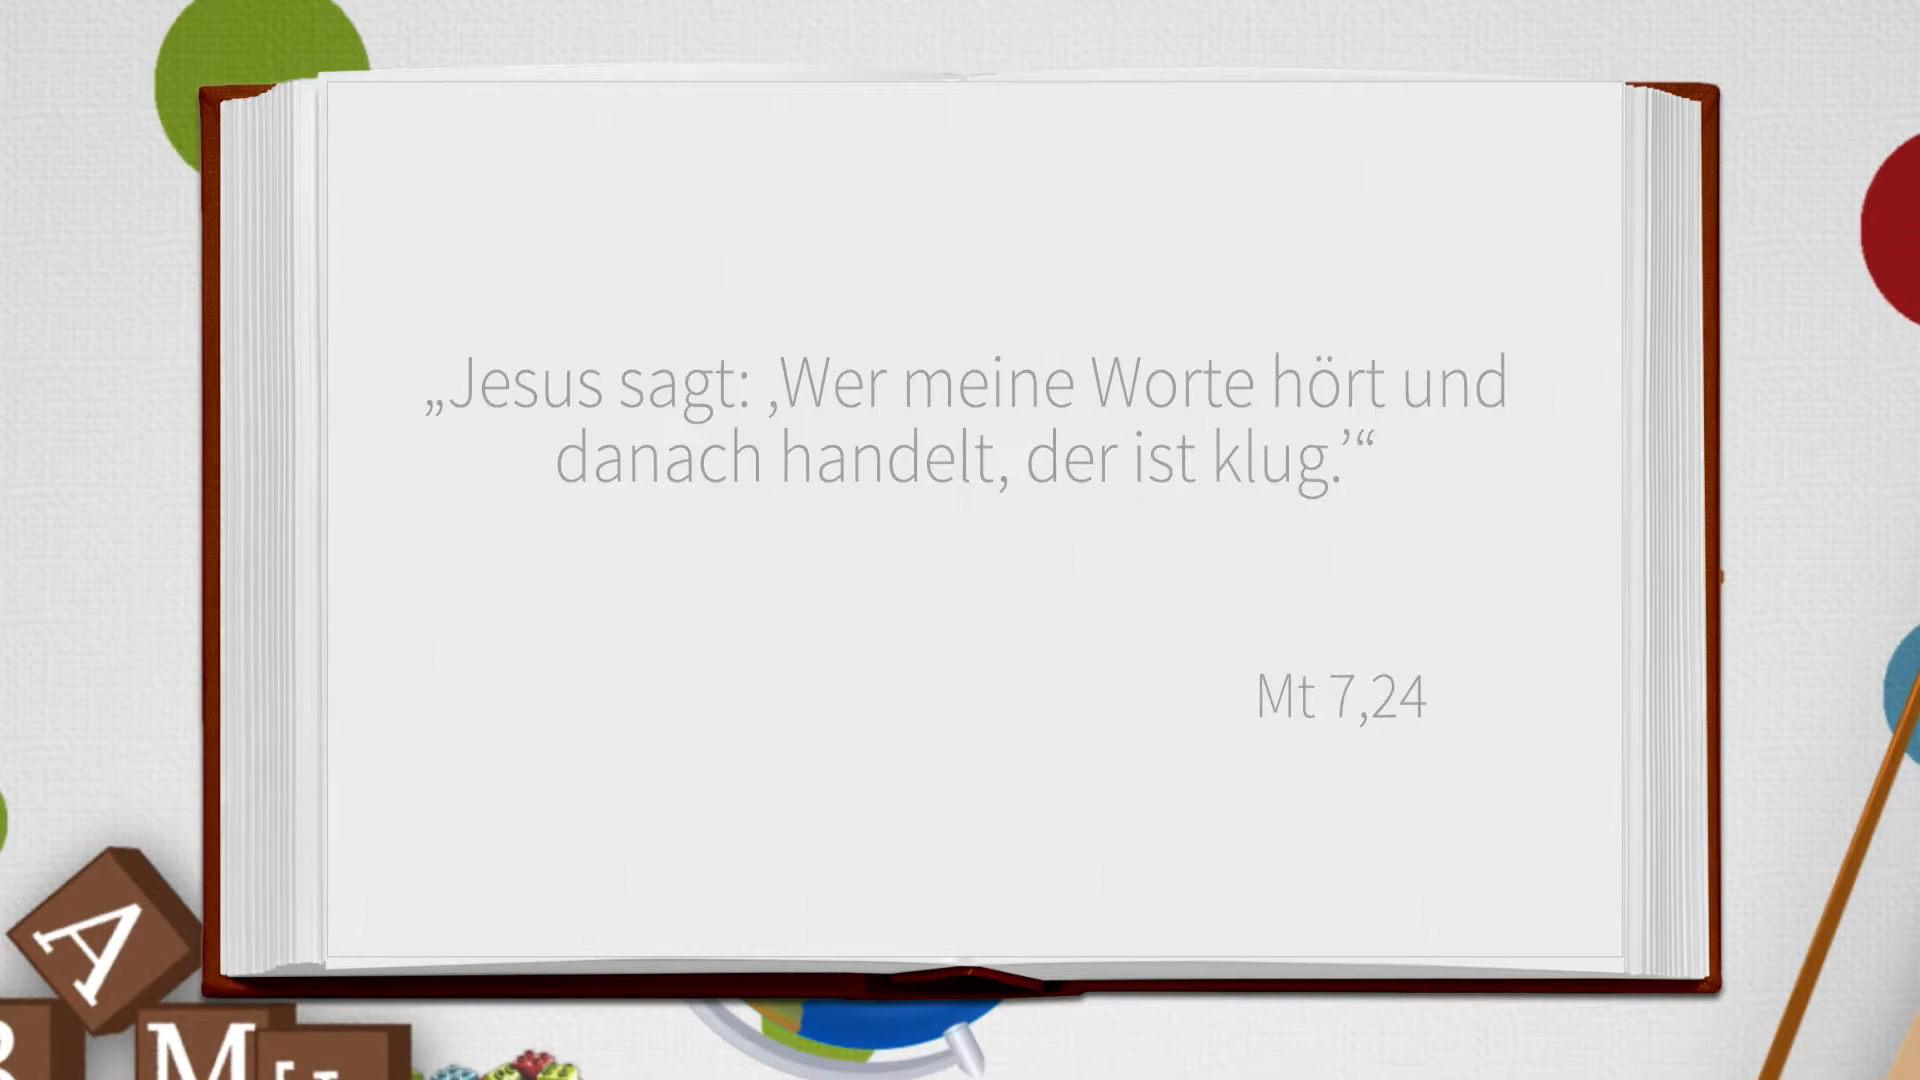 „Jesus sagt: ‚Wer meine Worte hört und
danach handelt, der ist klug.’“
Mt 7,24
A
M